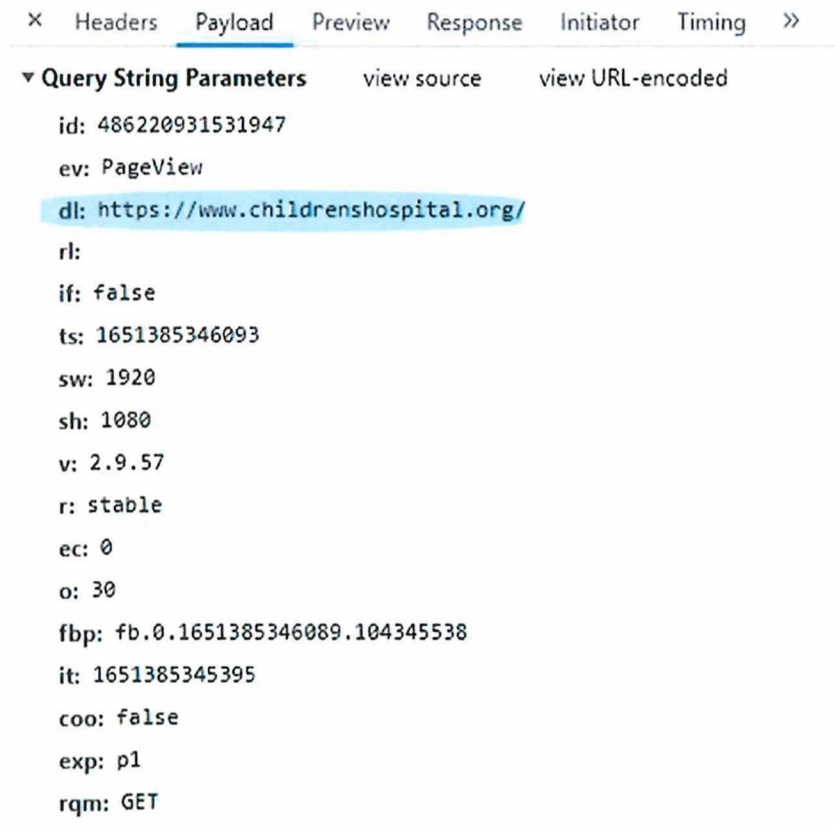 × Headers Payload Preview Response Initiator Timing »
▼ Query String Parameters view source view URL-encoded
id: 486220931531947
ev: PageView
dl: https://www.childrenshospital.org/
rl:
if: false
ts: 1651385346093
sw: 1920
sh: 1080
v: 2.9.57
r: stable
ec: 0
o: 30
fbp: fb.0.1651385346089.104345538
it: 1651385345395
coo: false
exp: p1
rqm: GET